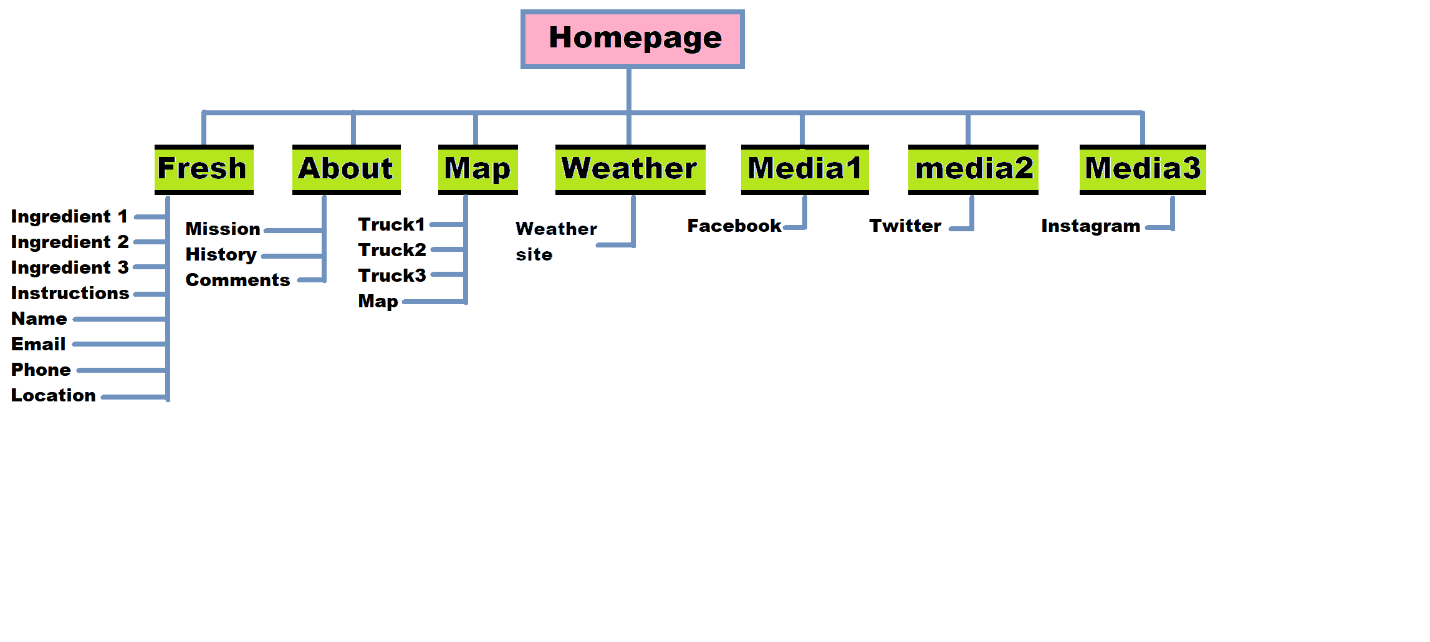 Homepage
Fresh
About
Map
Weather
Media1
media2
Media3
Ingredient 1
Ingredient 2
Ingredient 3
Instructions
Name
Email
Phone
Location
Mission
History
Comments
Truck1
Truck2
Truck3
Map
Weather
site
Facebook
Twitter
Instagram